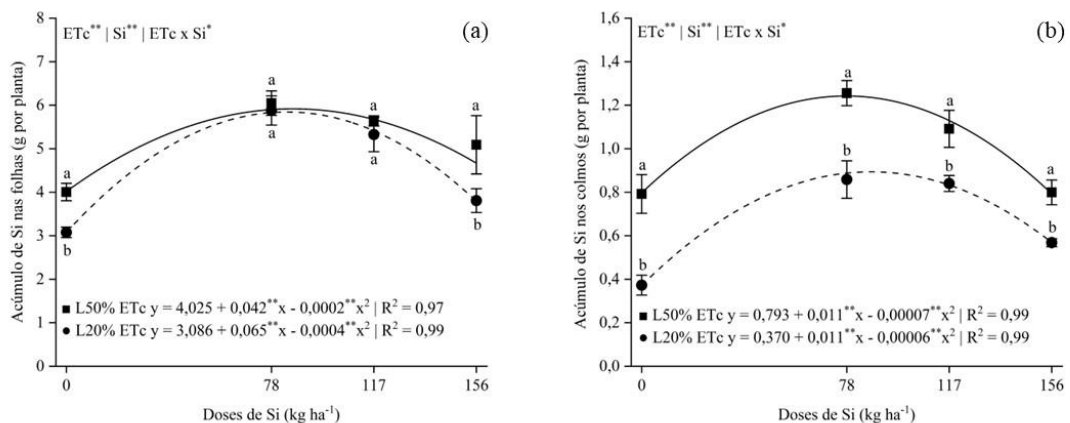 ETc** | Si** | ETc x Si*
(a)
Acúmulo de Si nas folhas (g por planta)
8
7
6
5
4
3
2
1
0
a
b
a
a
a
a
a
b
L50% ETc y = 4,025 + 0,042**x - 0,0002**x² | R² = 0,97
L20% ETc y = 3,086 + 0,065**x - 0,0004**x² | R² = 0,99
0 78 117 156
Doses de Si (kg ha⁻¹)
ETc** | Si** | ETc x Si*
(b)
Acúmulo de Si nos colmos (g por planta)
1,6
1,4
1,2
1,0
0,8
0,6
0,4
0,2
0,0
a
b
a
b
a
b
a
b
L50% ETc y = 0,793 + 0,011**x - 0,00007**x² | R² = 0,99
L20% ETc y = 0,370 + 0,011**x - 0,00006**x² | R² = 0,99
0 78 117 156
Doses de Si (kg ha⁻¹)